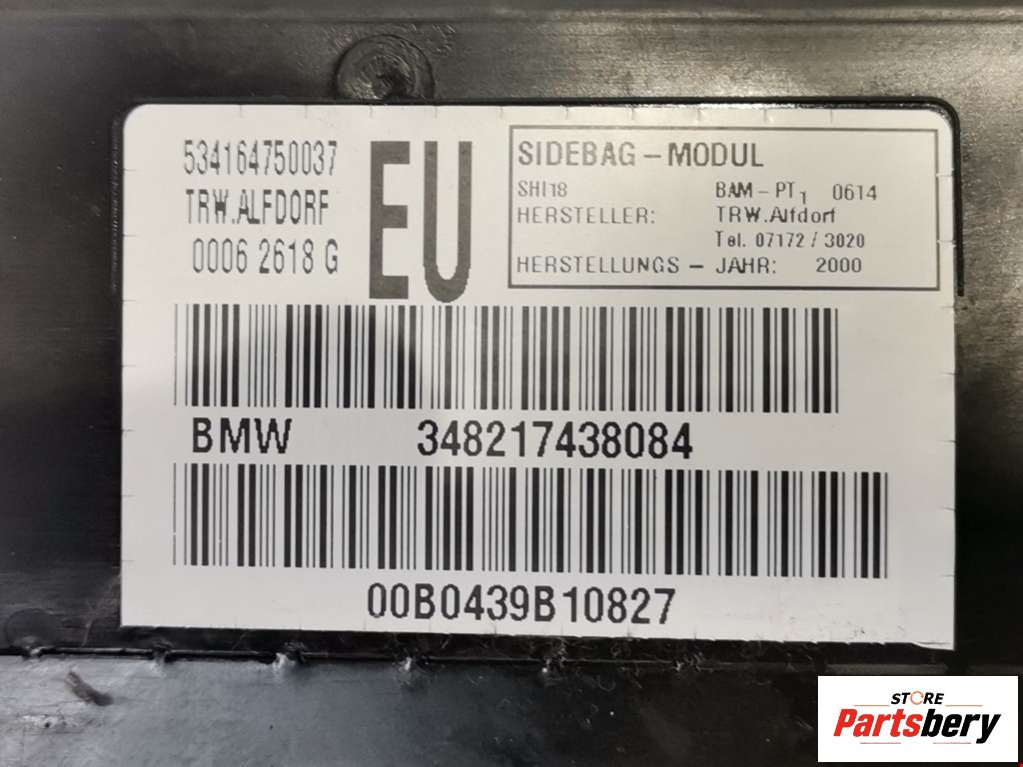 534164750037
TRW.ALFDORF
0006 2618 G
EU
SIDEBAG-MODUL
SHI18 BAM-PT1 0614
HERSTELLER: TRW.Alfdorf
Tel. 07172/3020
HERSTELLUNGS-JAHR: 2000
BMW 348217438084
00B0439B10827
STORE
Partsbery